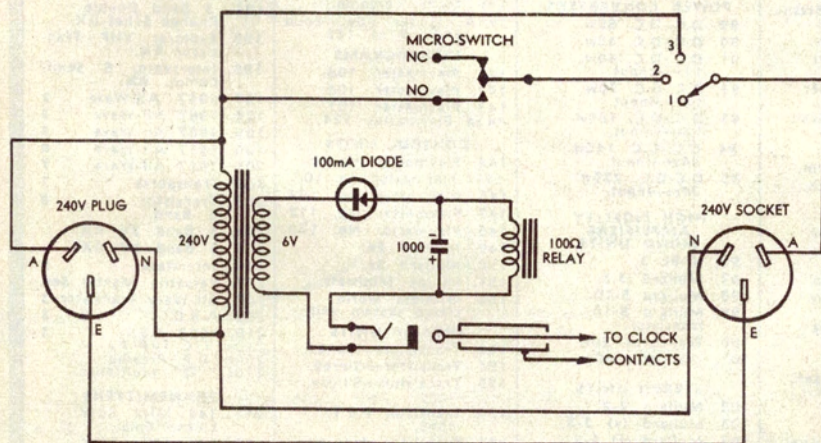 MICRO-SWITCH
NC
NO
3
2
1
100mA DIODE
240V PLUG
240V
6V
1000
−
+
100Ω
RELAY
240V SOCKET
A
N
E
N
A
E
TO CLOCK
CONTACTS